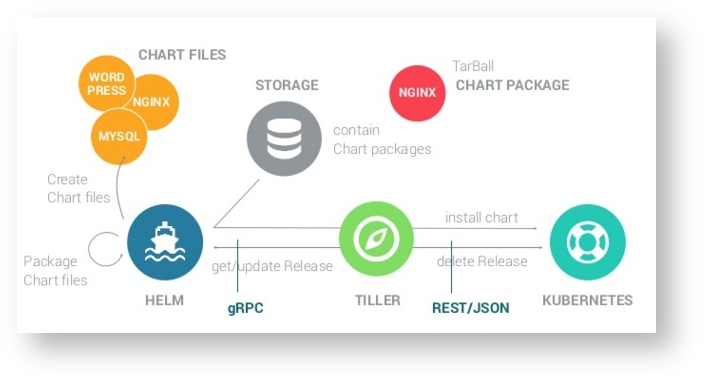 CHART FILES
WORD
PRESS
NGINX
MYSQL
STORAGE
contain
Chart packages
TarBall
NGINX
CHART PACKAGE
Create
Chart files
Package
Chart files
install chart
get/update Release
delete Release
HELM
gRPC
TILLER
REST/JSON
KUBERNETES